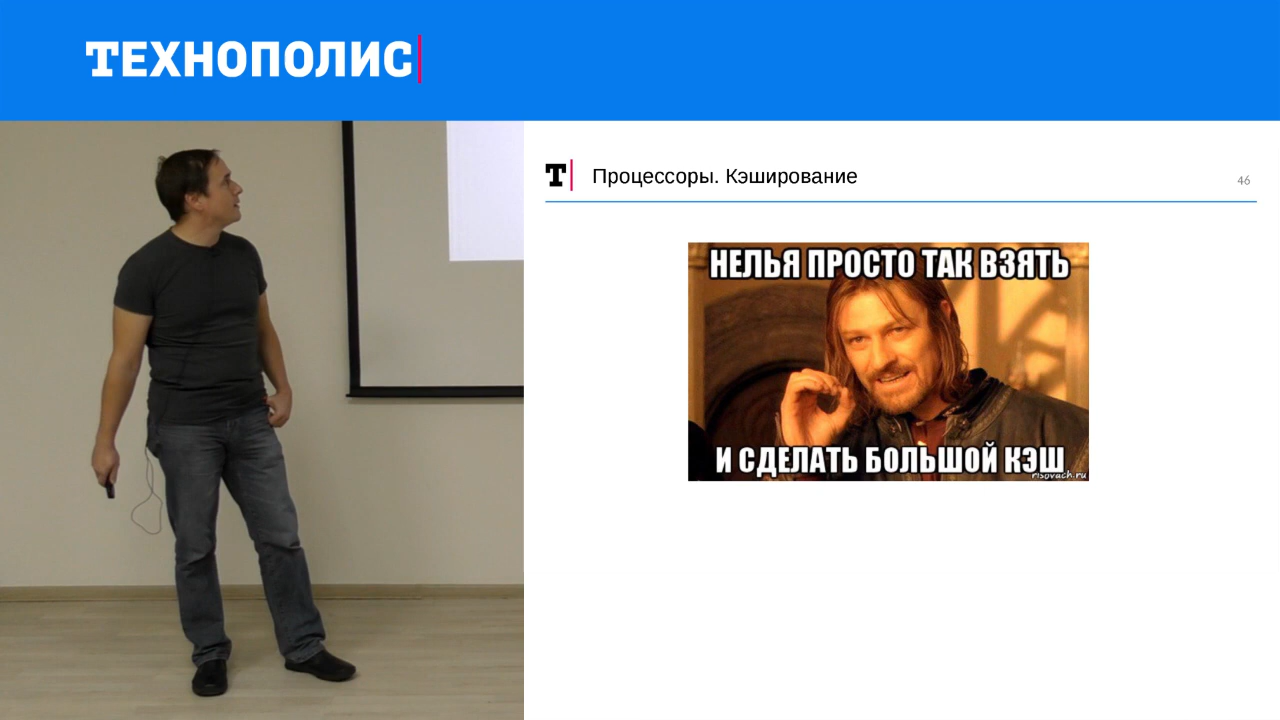 ТЕХНОПОЛИС
Т
Процессоры. Кэширование
46
НЕЛЬЯ ПРОСТО ТАК ВЗЯТЬ
И СДЕЛАТЬ БОЛЬШОЙ КЭШ
risovach.ru